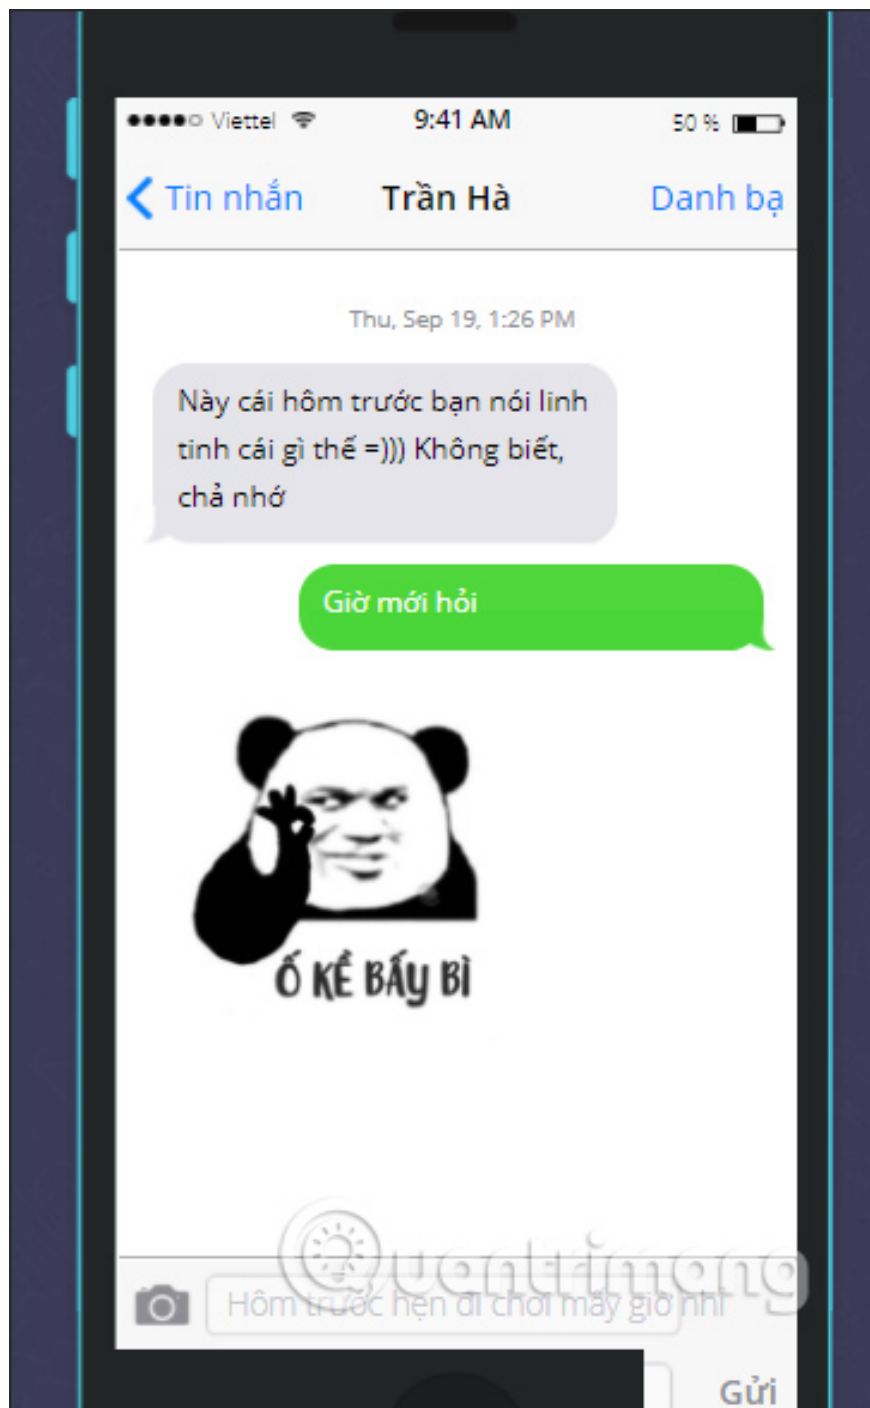 Viettel 9:41 AM 50 %
Tin nhắn Trần Hà Danh bạ
Thu, Sep 19, 1:26 PM
Này cái hôm trước bạn nói linh
tinh cái gì thế =))) Không biết,
chả nhớ
Giờ mới hỏi
Ố KỀ BẤY BÌ
Quantrimang
Hôm trước hẹn đi chơi mấy giờ nhỉ
Gửi